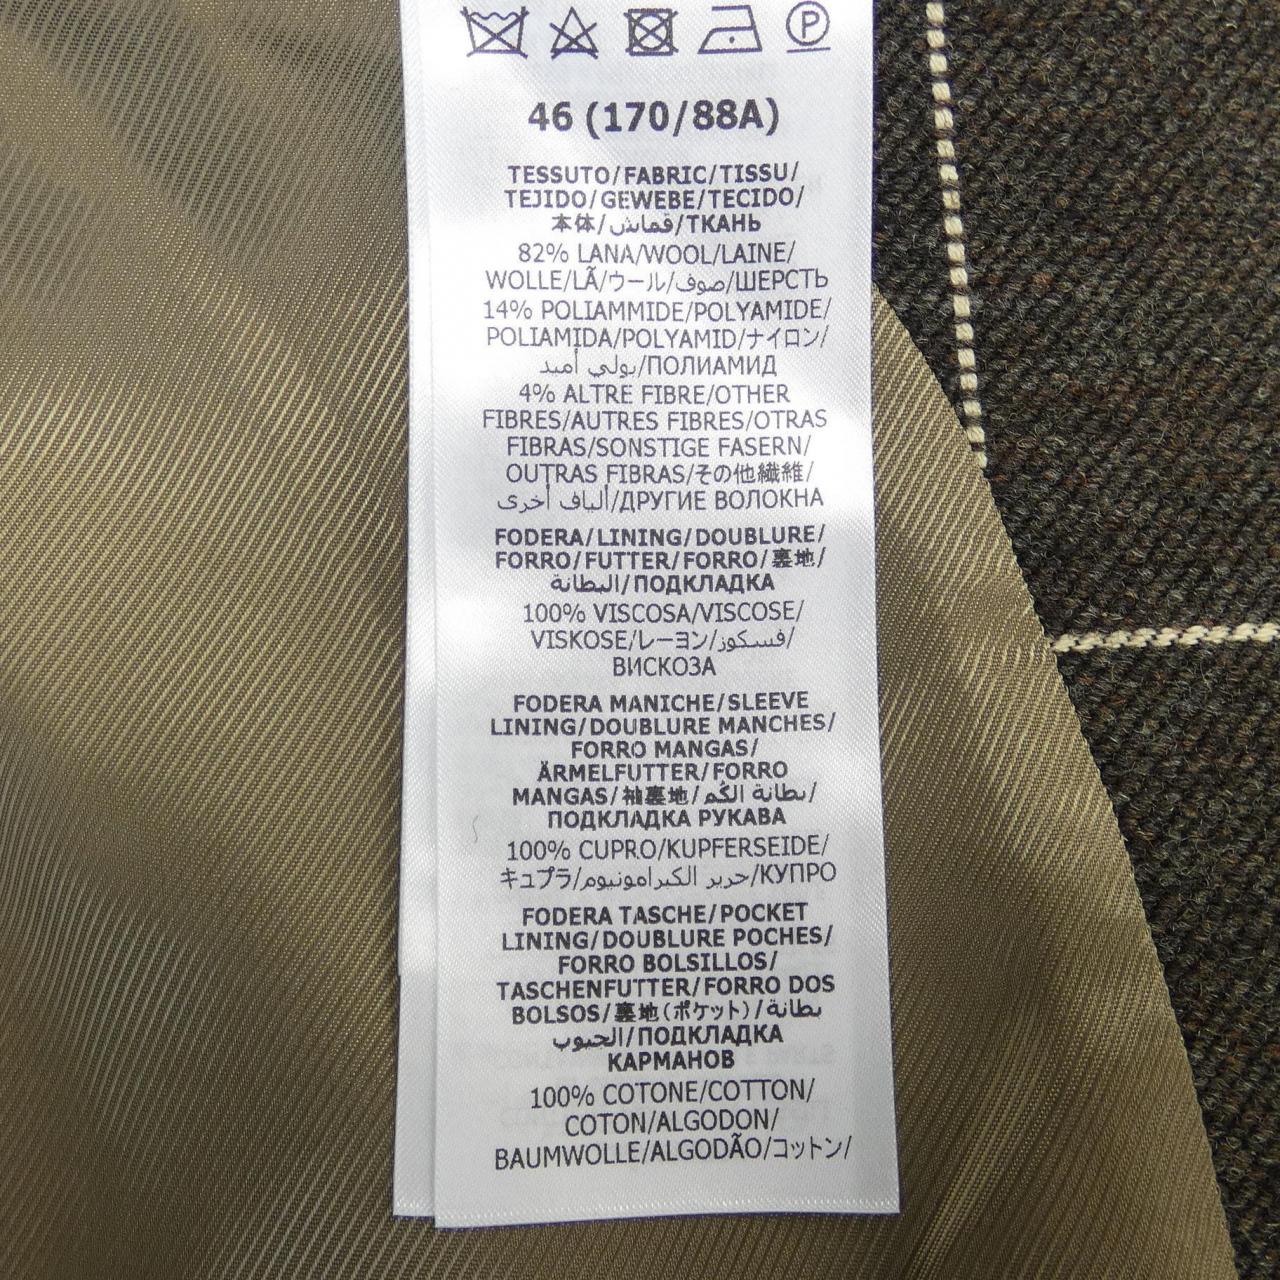 P
46 (170/88A)
TESSUTO/FABRIC/TISSU/
TEJIDO/GEWEBE/TECIDO/
本体/قماش/ТКАНЬ
82% LANA/WOOL/LAINE/
WOLLE/LÃ/ウール/صوف/ШЕРСТЬ
14% POLIAMMIDE/POLYAMIDE/
POLIAMIDA/POLYAMID/ナイロン/
بولي أميد/ПОЛИАМИД
4% ALTRE FIBRE/OTHER
FIBRES/AUTRES FIBRES/OTRAS
FIBRAS/SONSTIGE FASERN/
OUTRAS FIBRAS/その他繊維/
ألياف أخرى/ДРУГИЕ ВОЛОКНА
FODERA/LINING/DOUBLURE/
FORRO/FUTTER/FORRO/裏地/
البطانة/ПОДКЛАДКА
100% VISCOSA/VISCOSE/
VISKOSE/レーヨン/فسكوز/
ВИСКОЗА
FODERA MANICHE/SLEEVE
LINING/DOUBLURE MANCHES/
FORRO MANGAS/
ÄRMELFUTTER/FORRO
MANGAS/袖裏地/بطانة الكُم/
ПОДКЛАДКА РУКАВА
100% CUPRO/KUPFERSEIDE/
キュプラ/حرير الكبرامونيوم/КУПРО
FODERA TASCHE/POCKET
LINING/DOUBLURE POCHES/
FORRO BOLSILLOS/
TASCHENFUTTER/FORRO DOS
BOLSOS/裏地(ポケット)/بطانة
الجيوب/ПОДКЛАДКА
КАРМАНОВ
100% COTONE/COTTON/
COTON/ALGODON/
BAUMWOLLE/ALGODÃO/コットン/